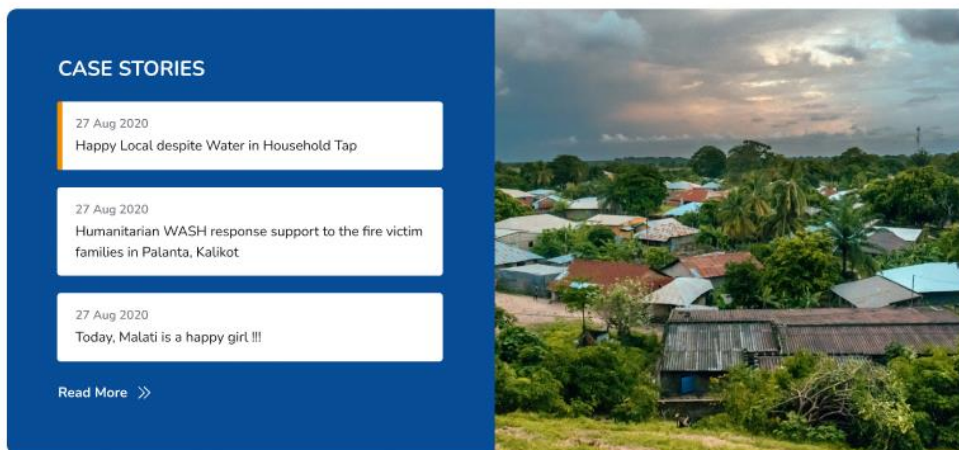 CASE STORIES
27 Aug 2020
Happy Local despite Water in Household Tap
27 Aug 2020
Humanitarian WASH response support to the fire victim
families in Palanta, Kalikot
27 Aug 2020
Today, Malati is a happy girl !!!
Read More